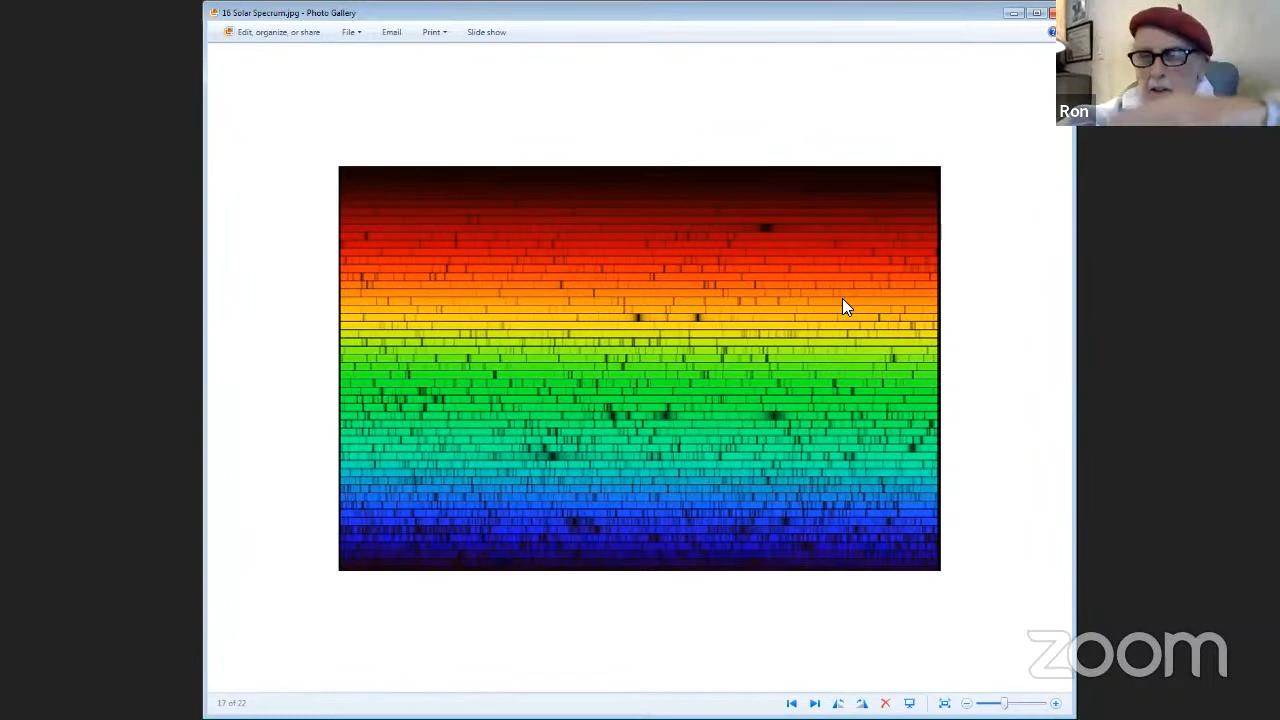 16 Solar Specrum.jpg - Photo Gallery
Edit, organize, or share File Email Print Slide show
Ron
zoom
17 of 22